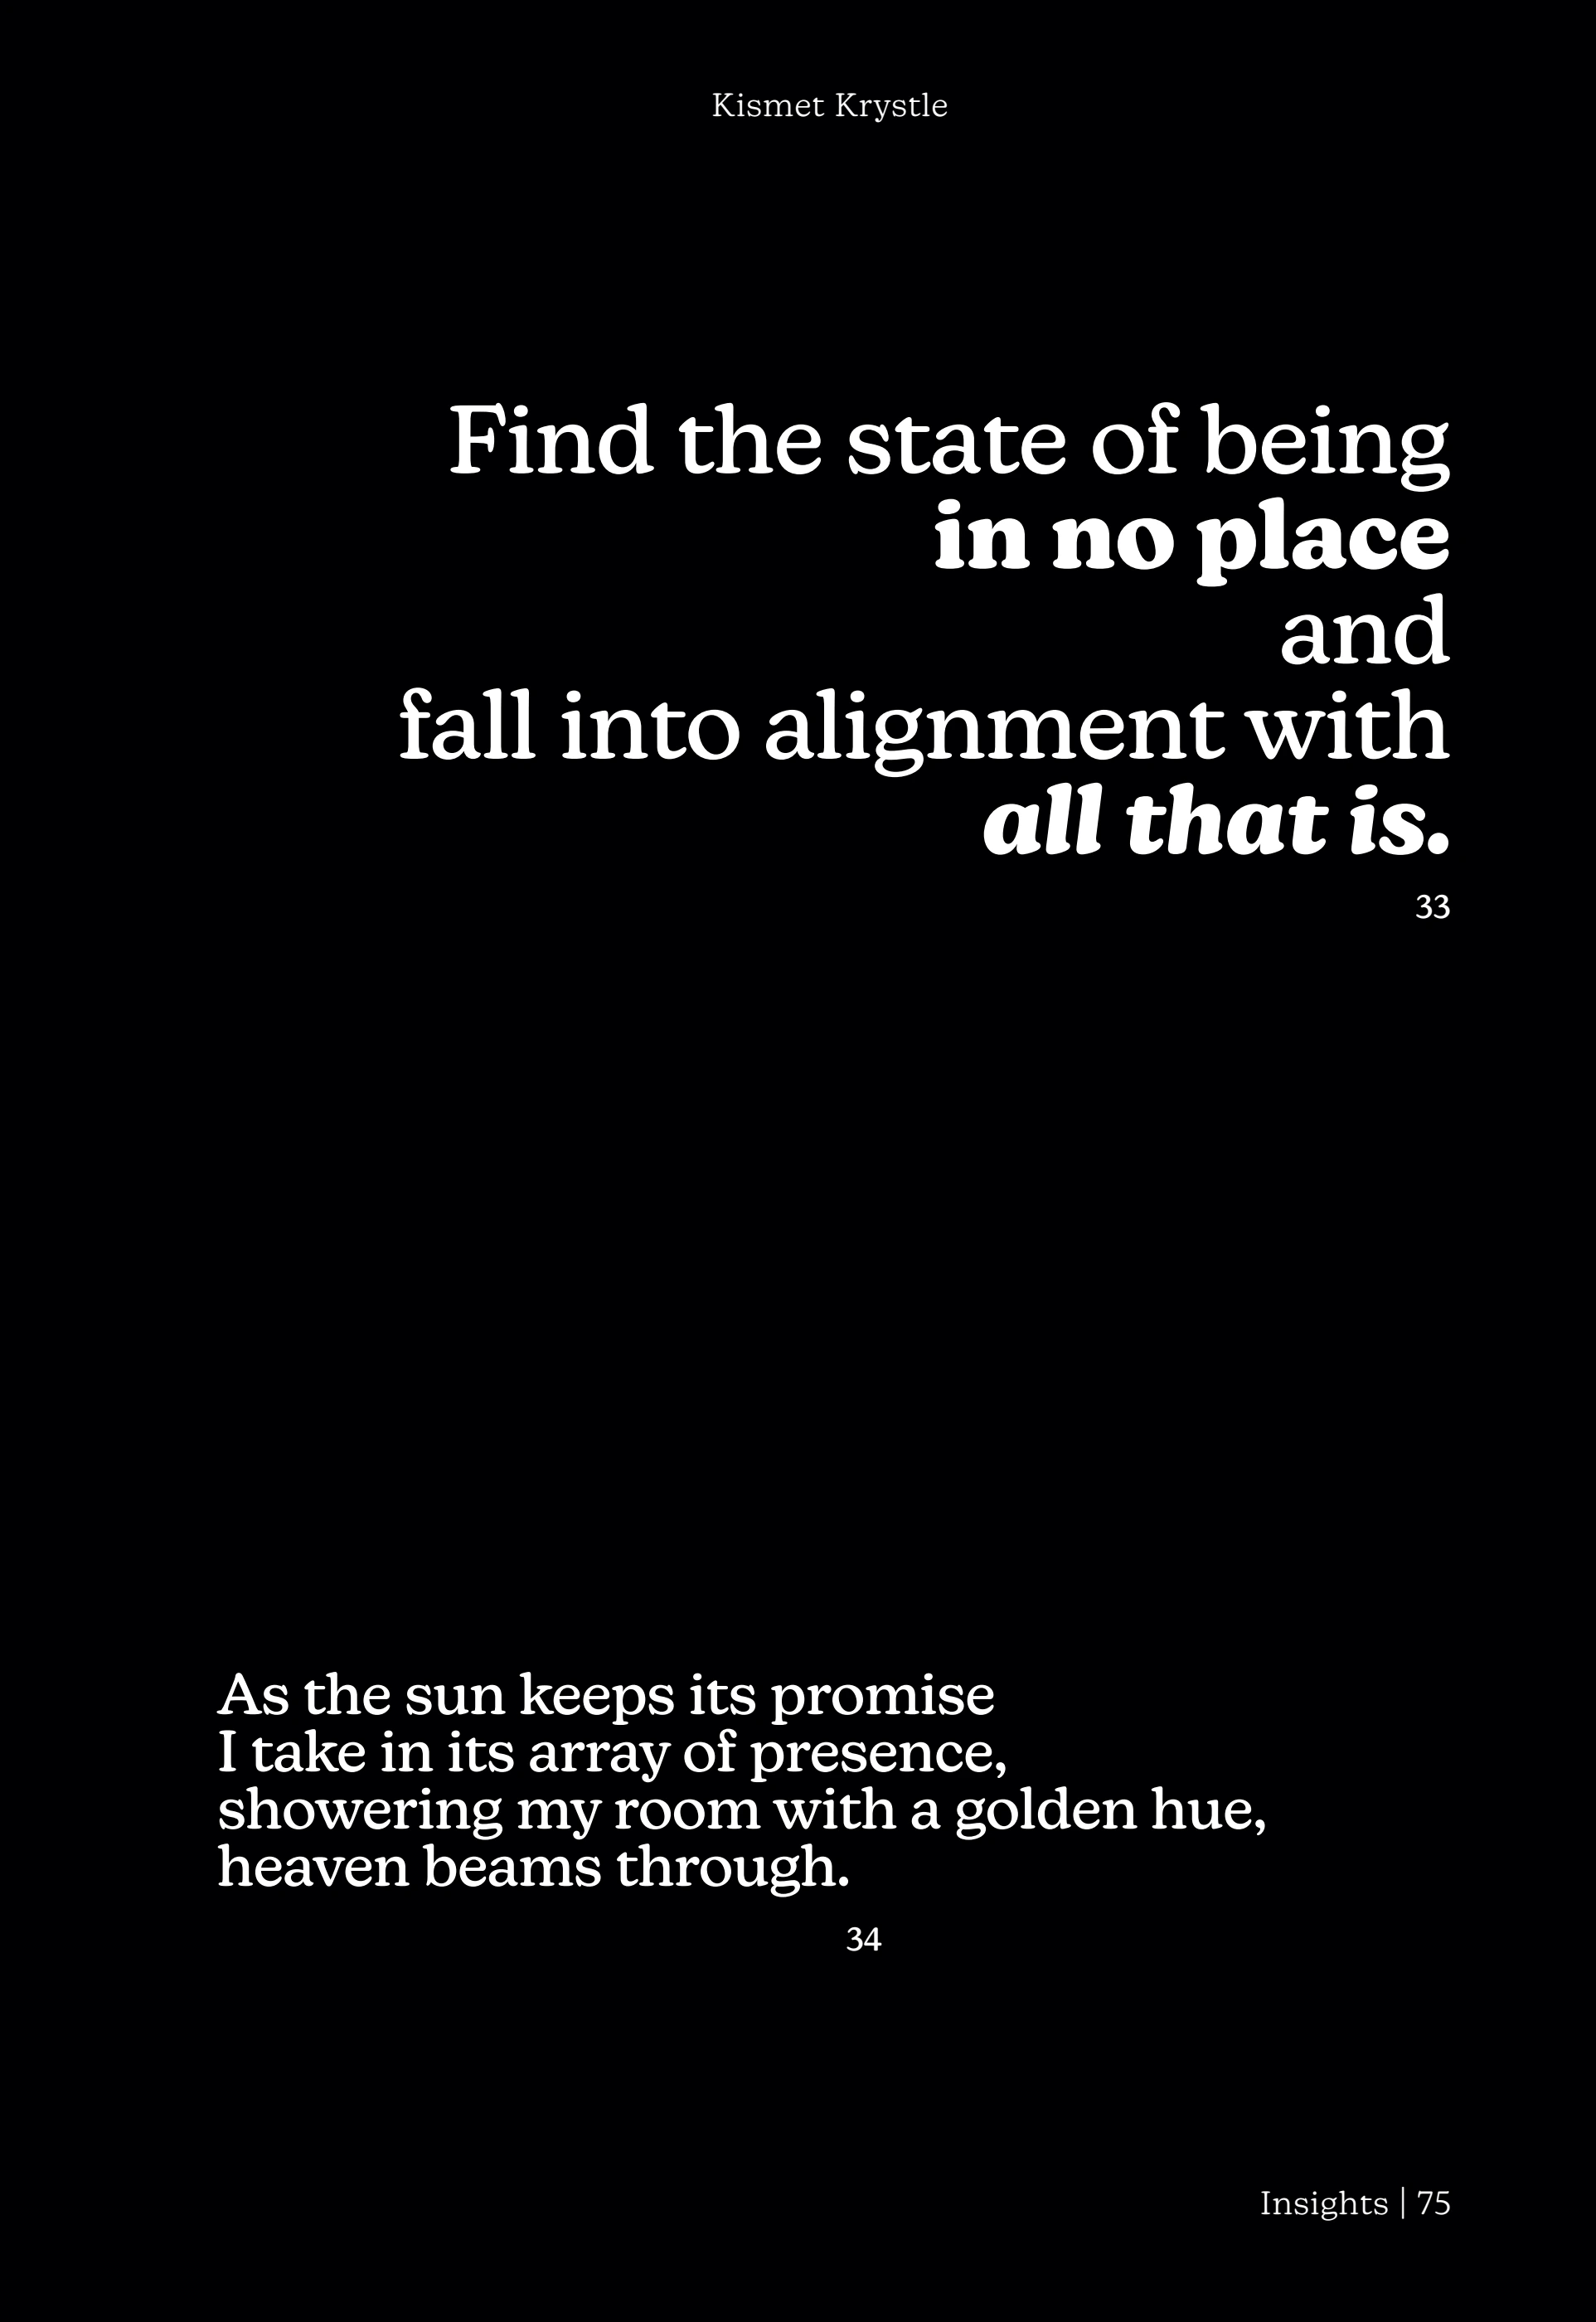 Kismet Krystle
Find the state of being
in no place
and
fall into alignment with
all that is.
33
As the sun keeps its promise
I take in its array of presence,
showering my room with a golden hue,
heaven beams through.
34
Insights | 75